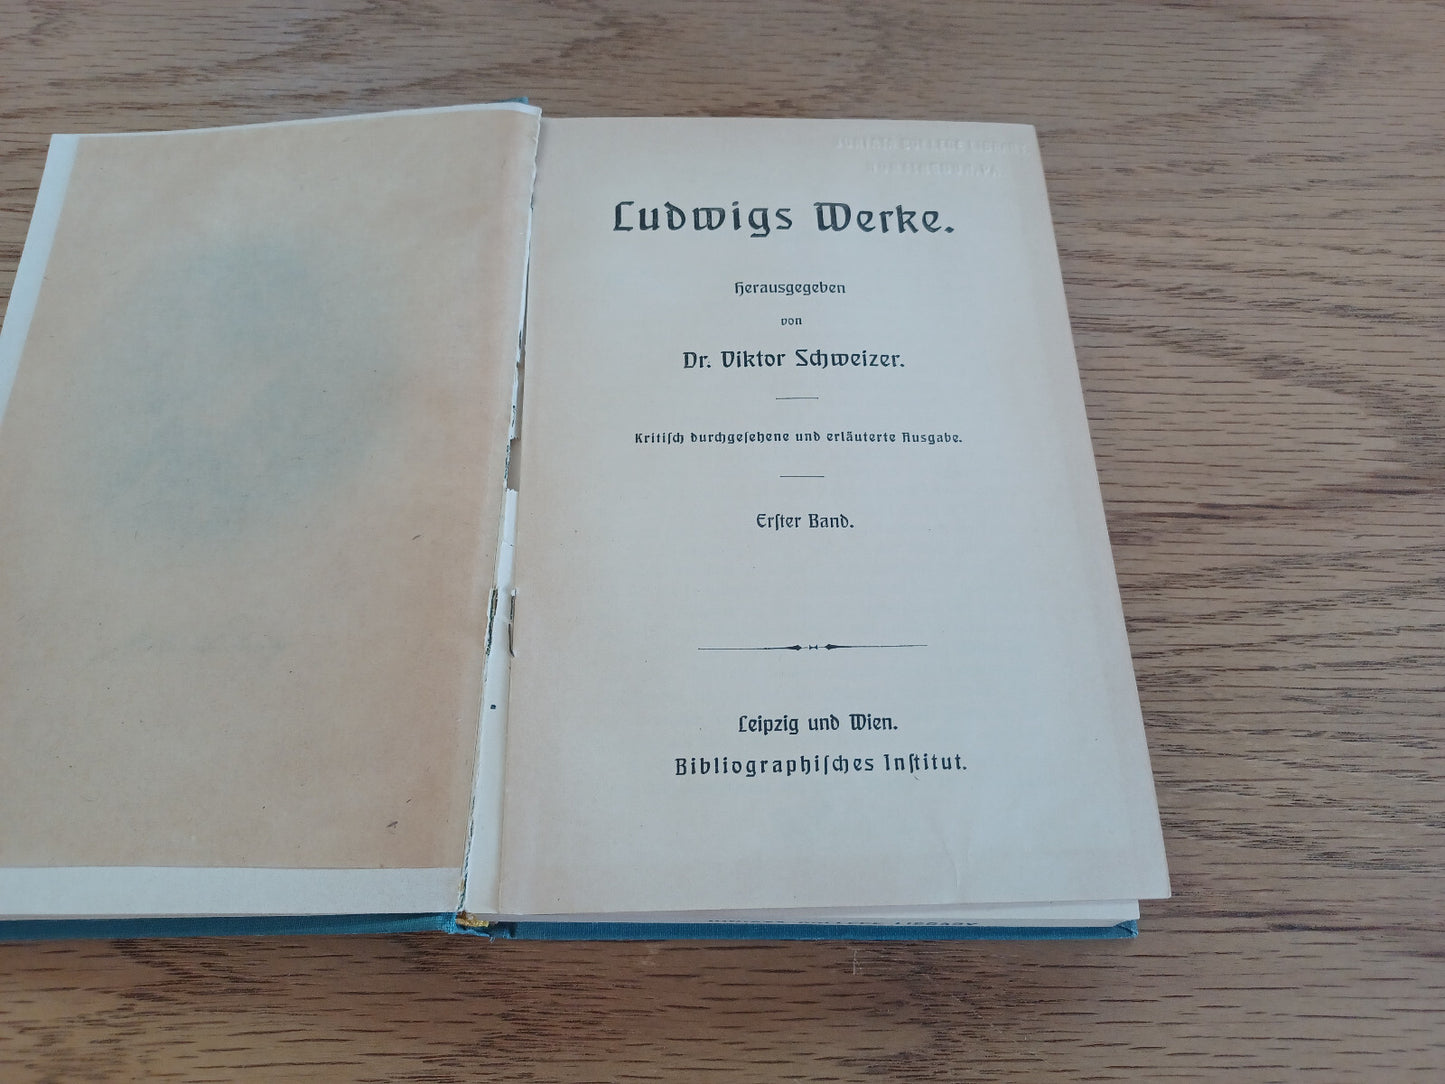 Ludwigs Werke.
Herausgegeben
von
Dr. Viktor Schweizer.
Kritiſch durchgeſehene und erläuterte Ausgabe.
Erſter Band.
Leipzig und Wien.
Bibliographiſches Inſtitut.